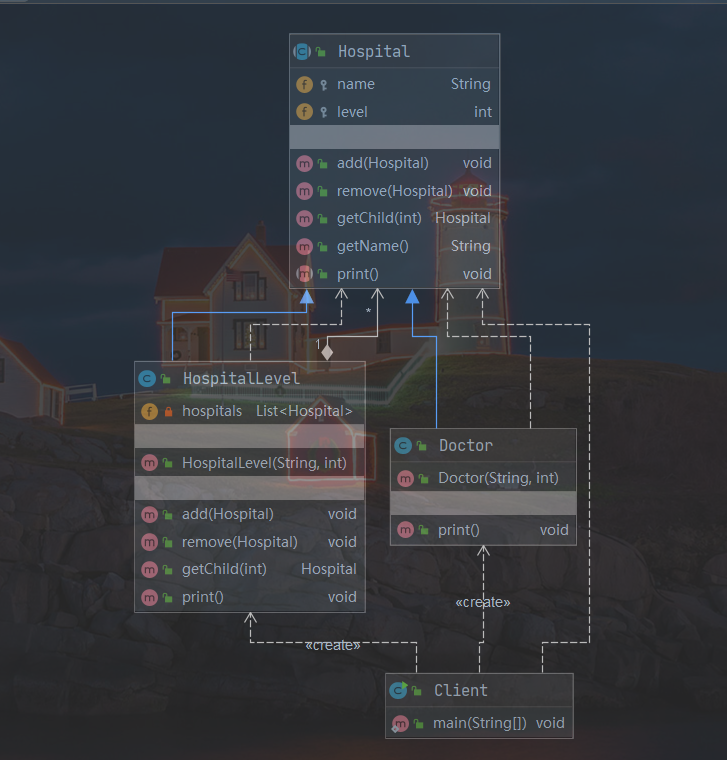 Hospital
name String
level int
add(Hospital) void
remove(Hospital) void
getChild(int) Hospital
getName() String
print() void
*
1
HospitalLevel
hospitals List<Hospital>
HospitalLevel(String, int)
add(Hospital) void
remove(Hospital) void
getChild(int) Hospital
print() void
Doctor
Doctor(String, int)
print() void
«create»
«create»
Client
main(String[]) void